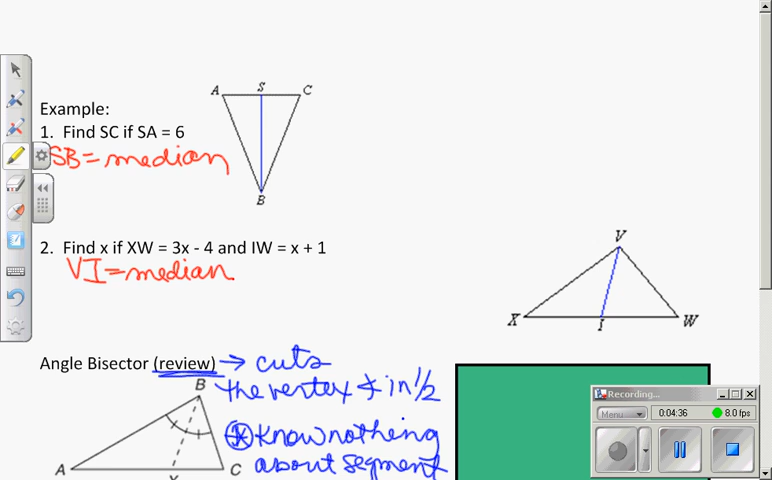 A S C
Example:
1. Find SC if SA = 6
SB = median
B
V
2. Find x if XW = 3x - 4 and IW = x + 1
VI = median
X I W
Angle Bisector (review) → cuts
the vertex ∡ in 1/2
B
* Know nothing
about segment
A C
Recording...
Menu 0:04:36 8.0 fps